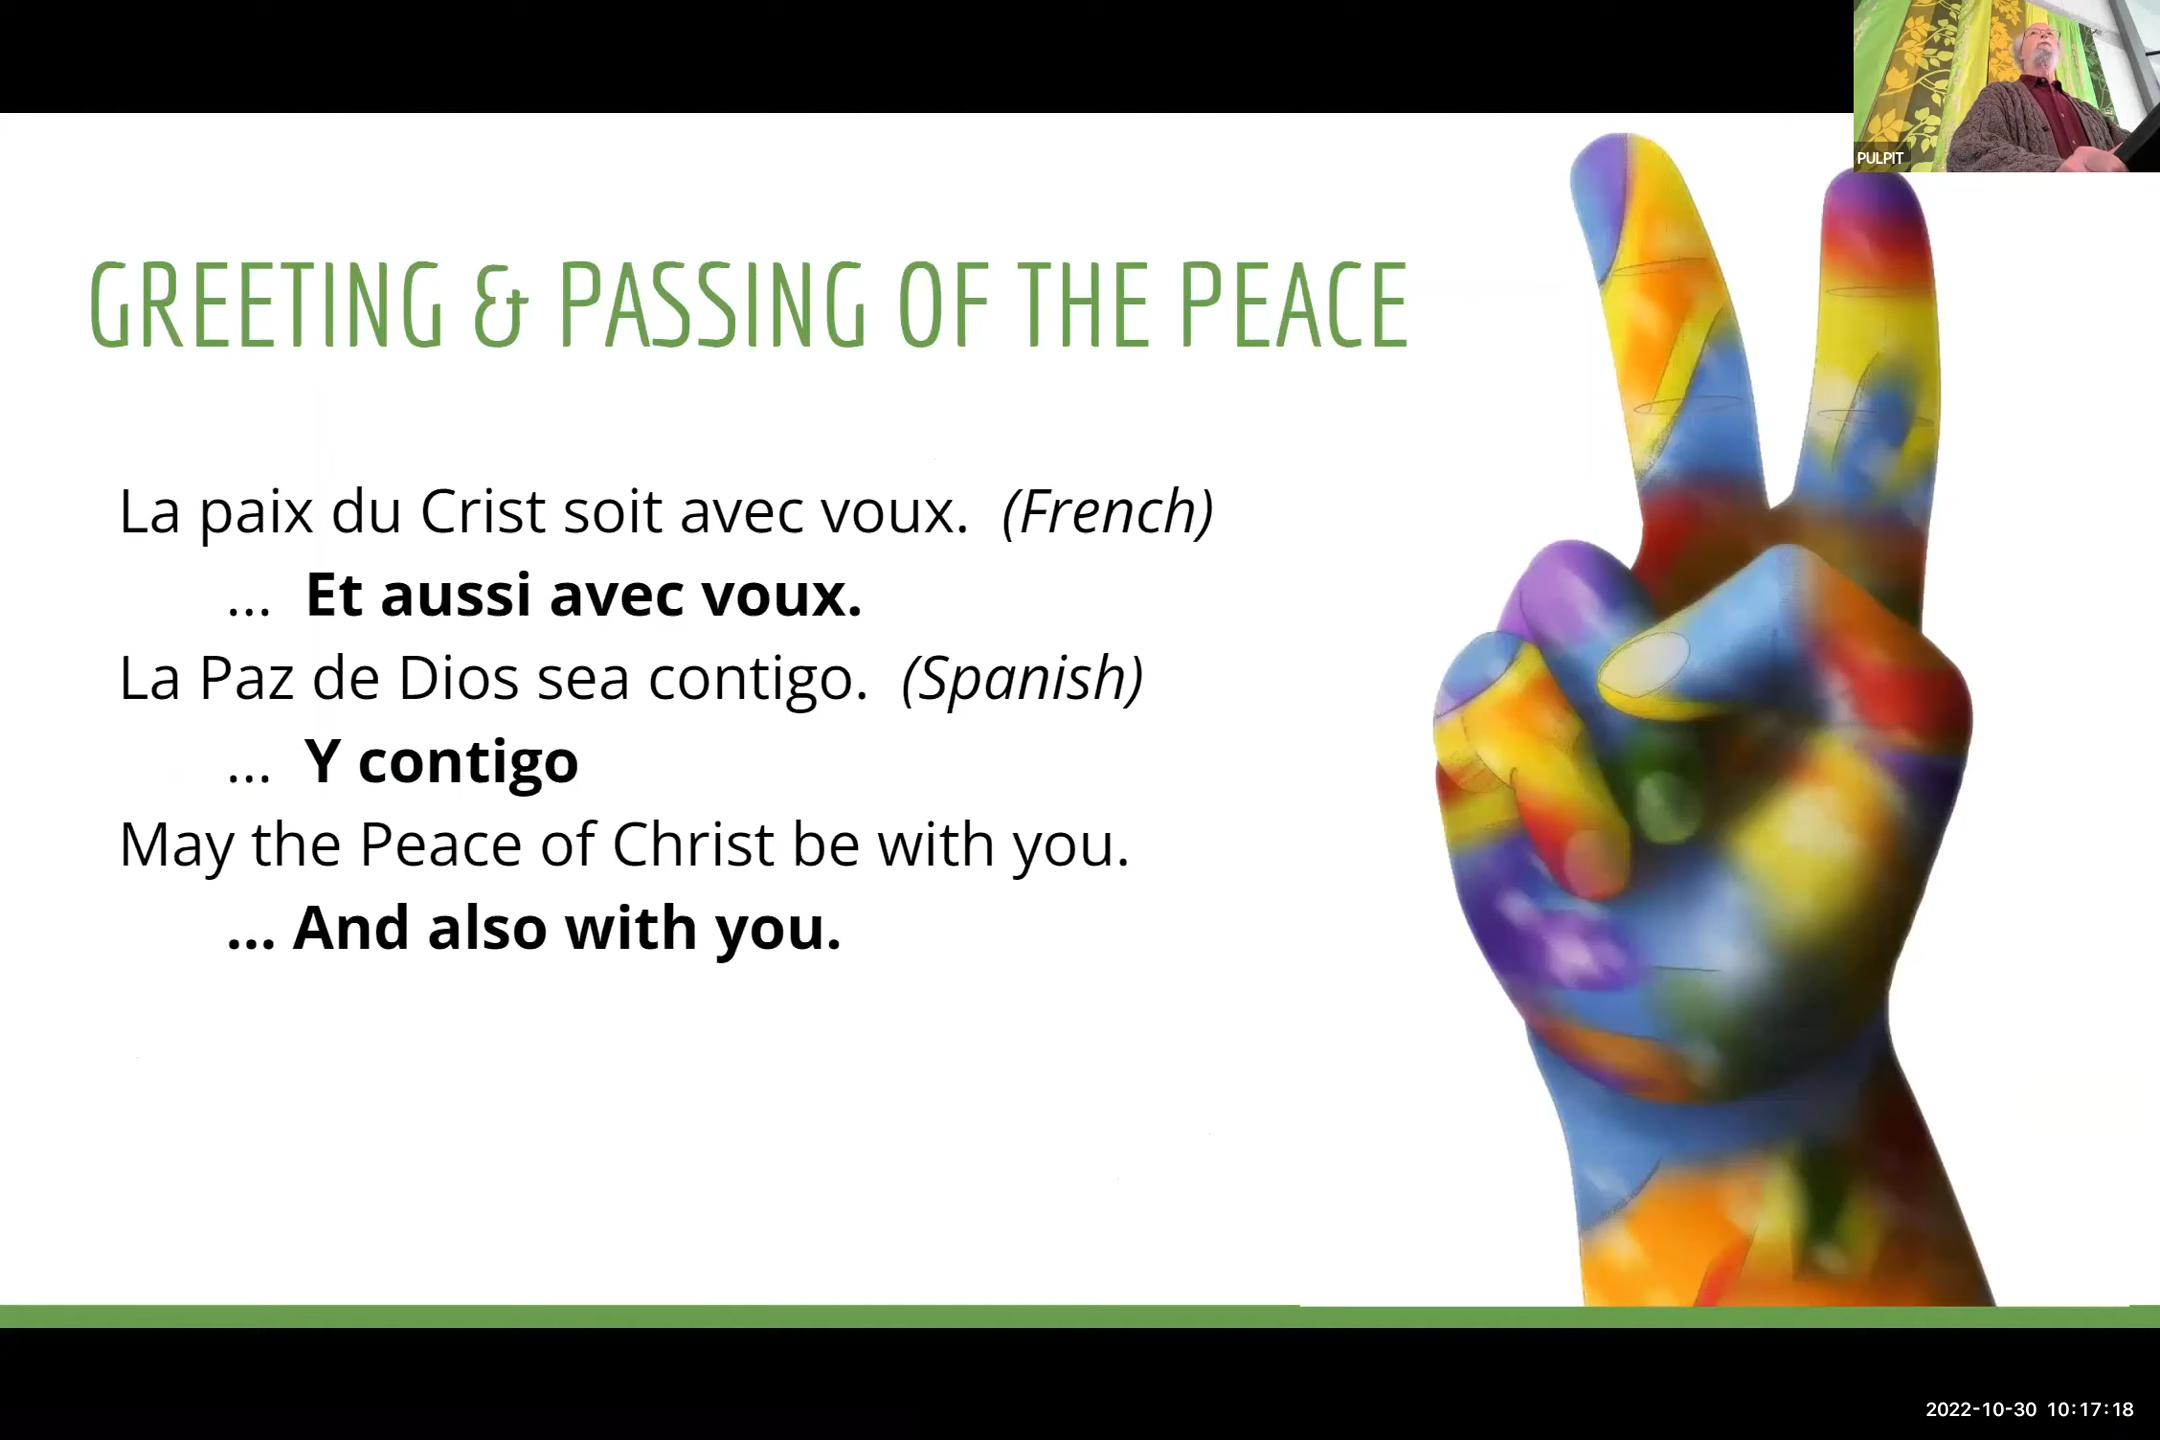 PULPIT
GREETING & PASSING OF THE PEACE
La paix du Crist soit avec voux. (French)
... Et aussi avec voux.
La Paz de Dios sea contigo. (Spanish)
... Y contigo
May the Peace of Christ be with you.
... And also with you.
2022-10-30 10:17:18